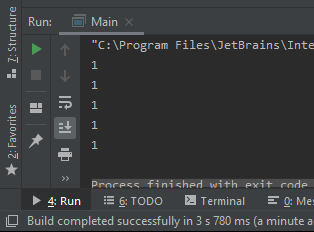 Run: Main
"C:\Program Files\JetBrains\Inte
1
1
1
1
1
Process finished with exit code
7: Structure
2: Favorites
4: Run 6: TODO Terminal 0: Me
Build completed successfully in 3 s 780 ms (a minute a